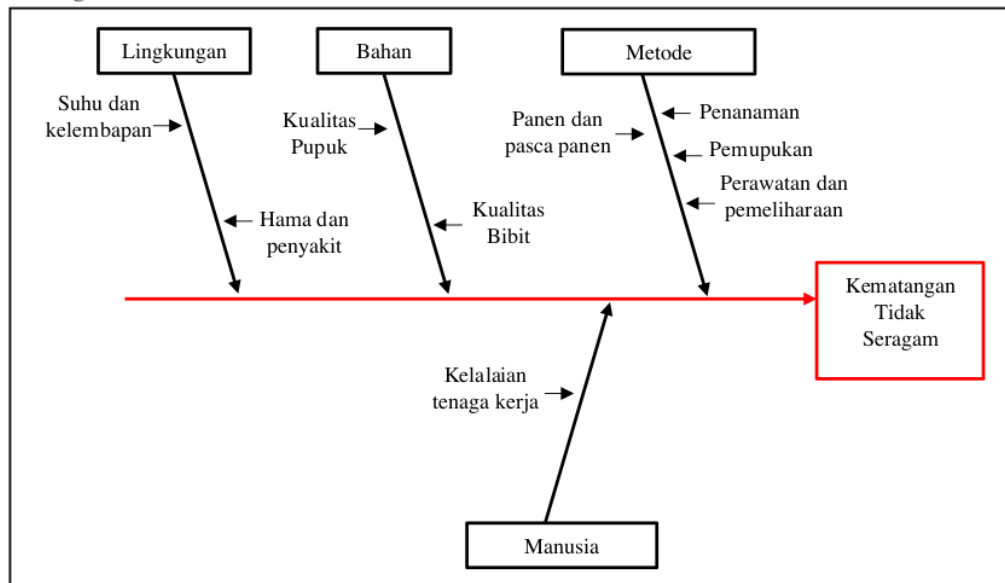 Lingkungan
Bahan
Metode
Suhu dan
kelembapan
Hama dan
penyakit
Kualitas
Pupuk
Kualitas
Bibit
Panen dan
pasca panen
Penanaman
Pemupukan
Perawatan dan
pemeliharaan
Kematangan
Tidak
Seragam
Kelalaian
tenaga kerja
Manusia